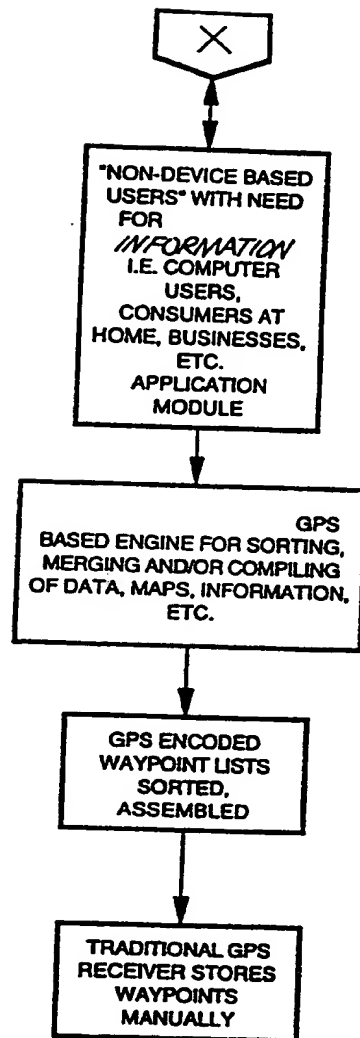 X
"NON-DEVICE BASED
USERS" WITH NEED
FOR
INFORMATION
I.E. COMPUTER
USERS,
CONSUMERS AT
HOME, BUSINESSES,
ETC.
APPLICATION
MODULE
GPS
BASED ENGINE FOR SORTING,
MERGING AND/OR COMPILING
OF DATA, MAPS, INFORMATION,
ETC.
GPS ENCODED
WAYPOINT LISTS
SORTED,
ASSEMBLED
TRADITIONAL GPS
RECEIVER STORES
WAYPOINTS
MANUALLY